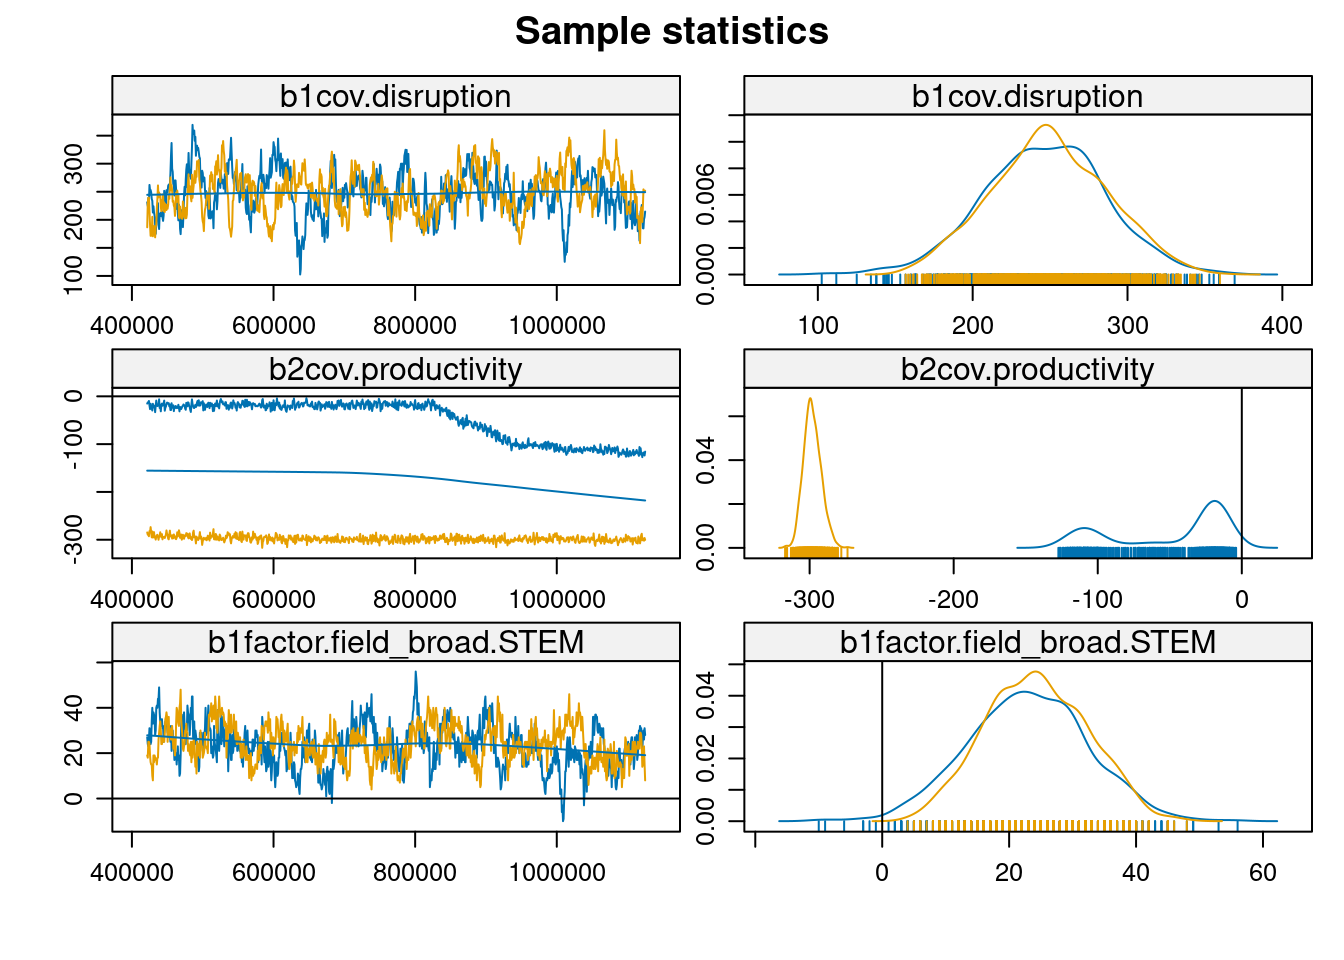 Sample statistics
b1cov.disruption
b1cov.disruption
100 200 300
0.000 0.006
400000 600000 800000 1000000
100 200 300 400
b2cov.productivity
b2cov.productivity
-300 -100 0
0.00 0.04
400000 600000 800000 1000000
-300 -200 -100 0
b1factor.field_broad.STEM
b1factor.field_broad.STEM
0 20 40
0.00 0.02 0.04
400000 600000 800000 1000000
0 20 40 60